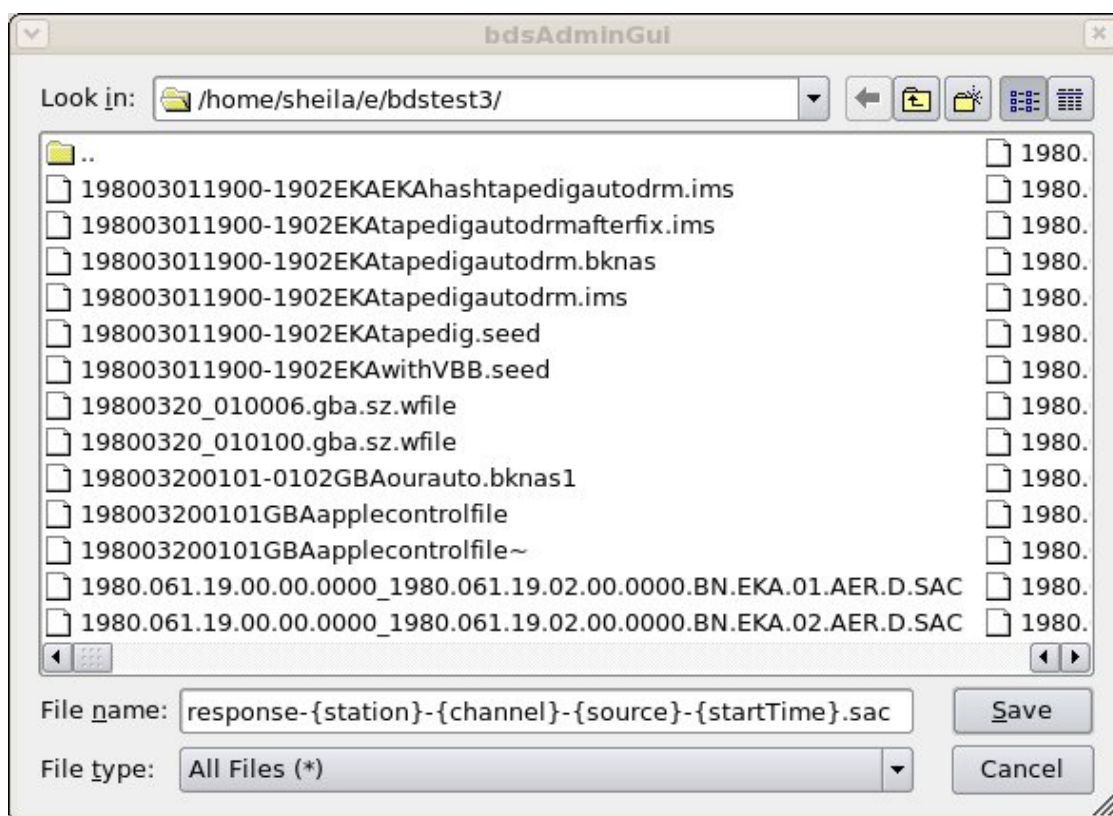 bdsAdminGui
Look in: /home/sheila/e/bdstest3/
.. 1980.
198003011900-1902EKAEKAhashtapedigautodrm.ims 1980.
198003011900-1902EKAtapedigautodrmafterfix.ims 1980.
198003011900-1902EKAtapedigautodrm.bknas 1980.
198003011900-1902EKAtapedigautodrm.ims 1980.
198003011900-1902EKAtapedig.seed 1980.
198003011900-1902EKAwithVBB.seed 1980.
19800320_010006.gba.sz.wfile 1980.
19800320_010100.gba.sz.wfile 1980.
198003200101-0102GBAourauto.bknas1 1980.
198003200101GBAapplecontrolfile 1980.
198003200101GBAapplecontrolfile~ 1980.
1980.061.19.00.00.0000_1980.061.19.02.00.0000.BN.EKA.01.AER.D.SAC 1980.
1980.061.19.00.00.0000_1980.061.19.02.00.0000.BN.EKA.02.AER.D.SAC 1980.
File name: response-{station}-{channel}-{source}-{startTime}.sac Save
File type: All Files (*) Cancel